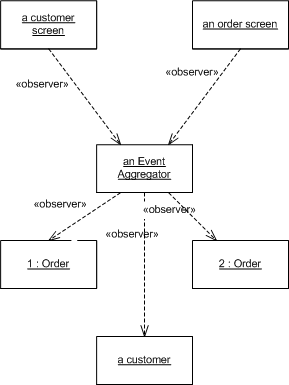 a customer
screen
an order screen
«observer»
«observer»
an Event
Aggregator
«observer»
«observer»
«observer»
1 : Order
2 : Order
a customer